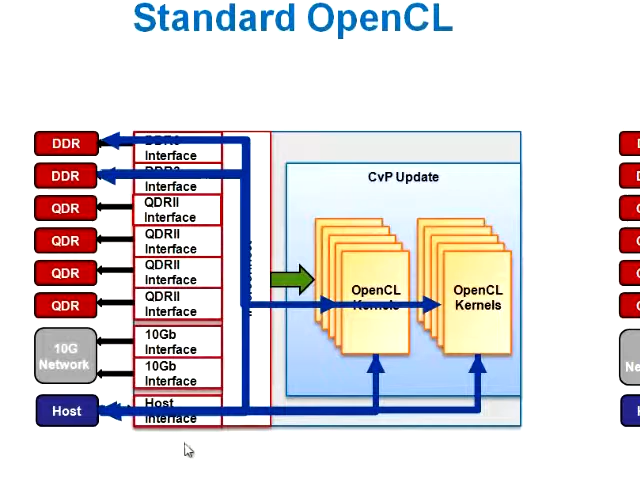 Standard OpenCL
DDR
DDR
QDR
QDR
QDR
QDR
10G
Network
Host
Interface
Interface
QDRII
Interface
QDRII
Interface
QDRII
Interface
QDRII
Interface
10Gb
Interface
10Gb
Interface
Host
Interface
CvP Update
OpenCL
Kernels
OpenCL
Kernels